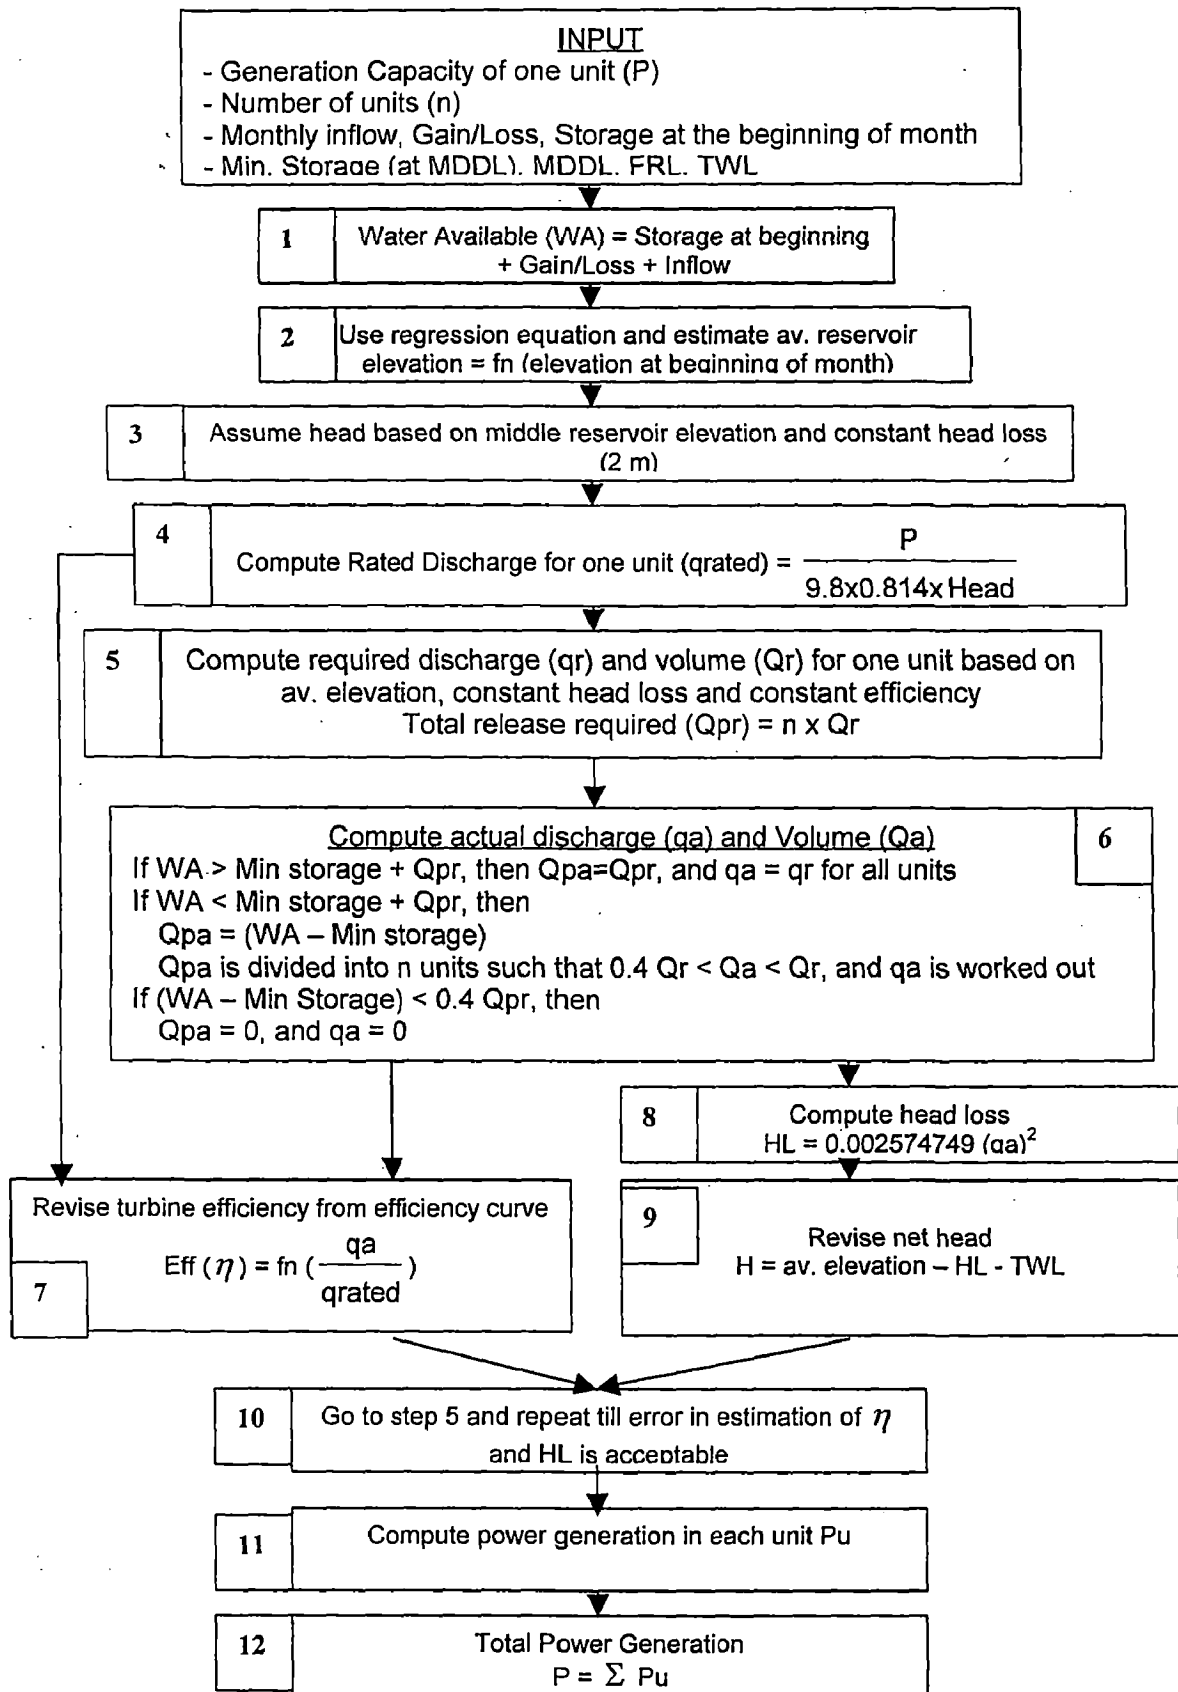 INPUT
- Generation Capacity of one unit (P)
- Number of units (n)
- Monthly inflow, Gain/Loss, Storage at the beginning of month
- Min. Storage (at MDDL). MDDL. FRL. TWL
1
Water Available (WA) = Storage at beginning
+ Gain/Loss + Inflow
2
Use regression equation and estimate av. reservoir
elevation = fn (elevation at beginning of month)
3
Assume head based on middle reservoir elevation and constant head loss
(2 m)
4
Compute Rated Discharge for one unit (qrated) = P
9.8x0.814x Head
5
Compute required discharge (qr) and volume (Qr) for one unit based on
av. elevation, constant head loss and constant efficiency
Total release required (Qpr) = n x Qr
6
Compute actual discharge (qa) and Volume (Qa)
If WA > Min storage + Qpr, then Qpa=Qpr, and qa = qr for all units
If WA < Min storage + Qpr, then
Qpa = (WA – Min storage)
Qpa is divided into n units such that 0.4 Qr < Qa < Qr, and qa is worked out
If (WA – Min Storage) < 0.4 Qpr, then
Qpa = 0, and qa = 0
8
Compute head loss
HL = 0.002574749 (qa)²
Revise turbine efficiency from efficiency curve
Eff (η) = fn ( qa
qrated )
7
9
Revise net head
H = av. elevation – HL - TWL
10
Go to step 5 and repeat till error in estimation of η
and HL is acceptable
11
Compute power generation in each unit Pu
12
Total Power Generation
P = Σ Pu